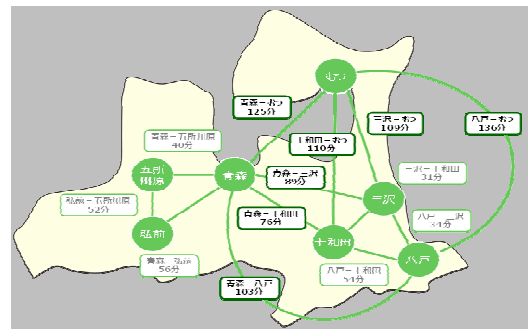 むつ
青森－むつ
125分
三沢－むつ
109分
八戸－むつ
136分
十和田－むつ
110分
青森－五所川原
40分
五所
川原
青森
青森－三沢
89分
三沢－十和田
31分
弘前－五所川原
52分
三沢
青森－十和田
76分
八戸－三沢
34分
弘前
十和田
八戸
青森－弘前
56分
八戸－十和田
54分
青森－八戸
103分